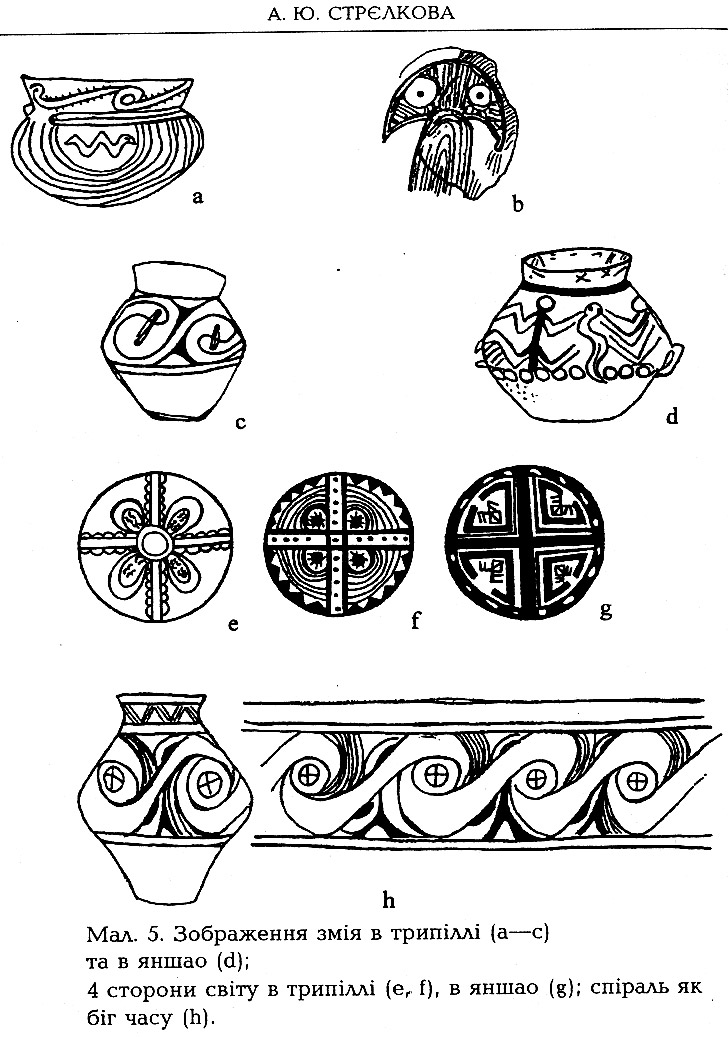 А. Ю. СТРЄЛКОВА
a
b
c
d
e
f
g
h
Мал. 5. Зображення змія в трипіллі (a—c)
та в яншао (d);
4 сторони світу в трипіллі (e, f), в яншао (g); спіраль як
біг часу (h).